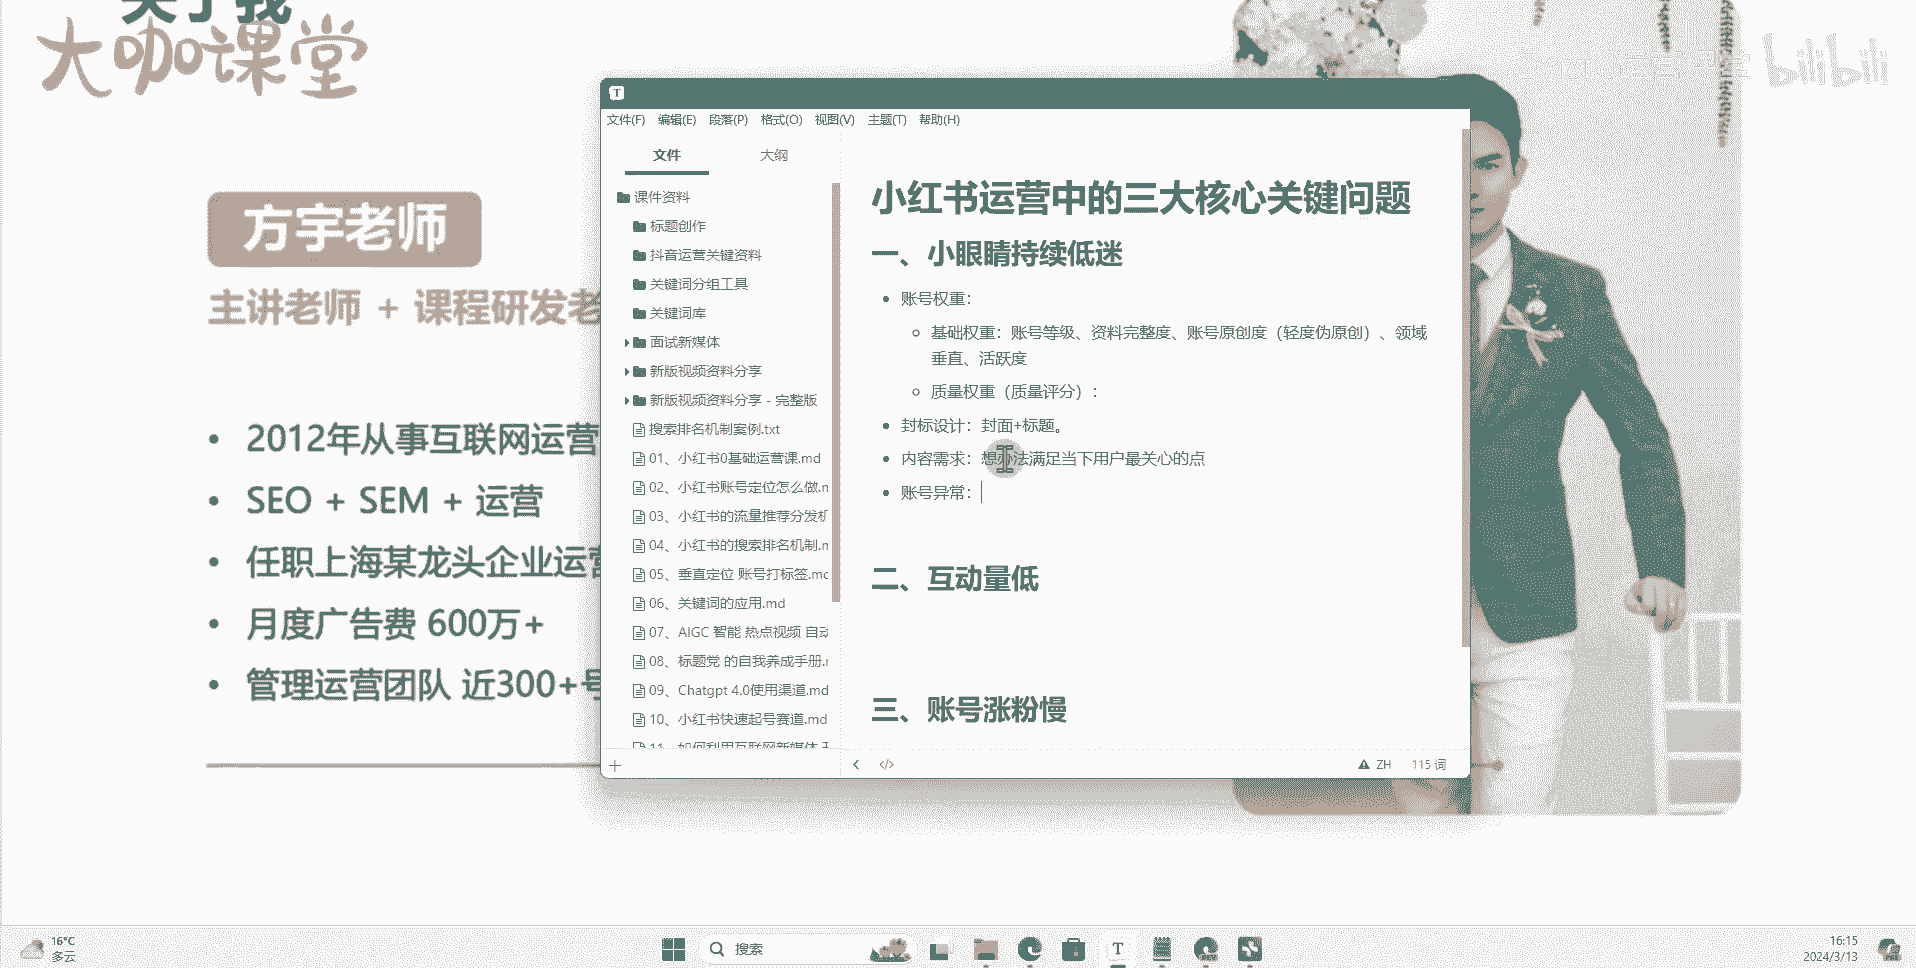 大咖课堂
bilibili
方宇老师
主讲老师 + 课程研发老
2012年从事互联网运营
SEO + SEM + 运营
任职上海某龙头企业运营
月度广告费 600万+
管理运营团队 近300+号
T
文件(F) 编辑(E) 段落(P) 格式(O) 视图(V) 主题(T) 帮助(H)
文件 大纲
课件资料
标题创作
抖音运营关键资料
关键词分组工具
关键词库
面试新媒体
新版视频资料分享
新版视频资料分享 - 完整版
搜索排名机制案例.txt
01、小红书0基础运营课.md
02、小红书账号定位怎么做.m
03、小红书的流量推荐分发机
04、小红书的搜索排名机制.m
05、垂直定位 账号打标签.md
06、关键词的应用.md
07、AIGC 智能 热点视频 自动
08、标题党 的自我养成手册.m
09、Chatgpt 4.0使用渠道.md
10、小红书快速起号赛道.md
11、如何利用互联网新媒体
小红书运营中的三大核心关键问题
一、小眼睛持续低迷
账号权重：
基础权重：账号等级、资料完整度、账号原创度（轻度伪原创）、领域
垂直、活跃度
质量权重（质量评分）：
封标设计：封面+标题。
内容需求：想办法满足当下用户最关心的点
账号异常：
二、互动量低
三、账号涨粉慢
ZH 115 词
16°C
多云
搜索
T
DEV
16:15
2024/3/13
PRE